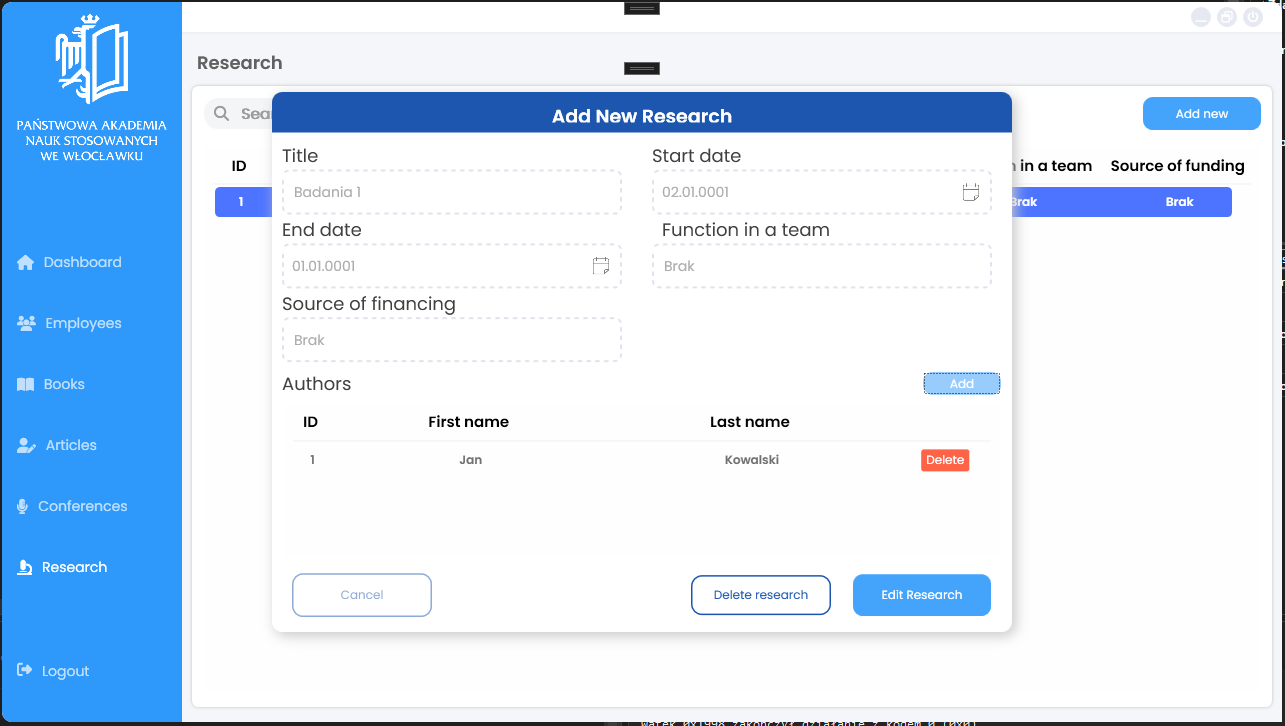 PAŃSTWOWA AKADEMIA
NAUK STOSOWANYCH
WE WŁOCŁAWKU
Dashboard
Employees
Books
Articles
Conferences
Research
Logout
Research
Add new
ID
in a team
Source of funding
1
Brak
Brak
Add New Research
Title
Start date
Badania 1
02.01.0001
End date
Function in a team
01.01.0001
Brak
Source of financing
Brak
Authors
Add
ID
First name
Last name
1
Jan
Kowalski
Delete
Cancel
Delete research
Edit Research